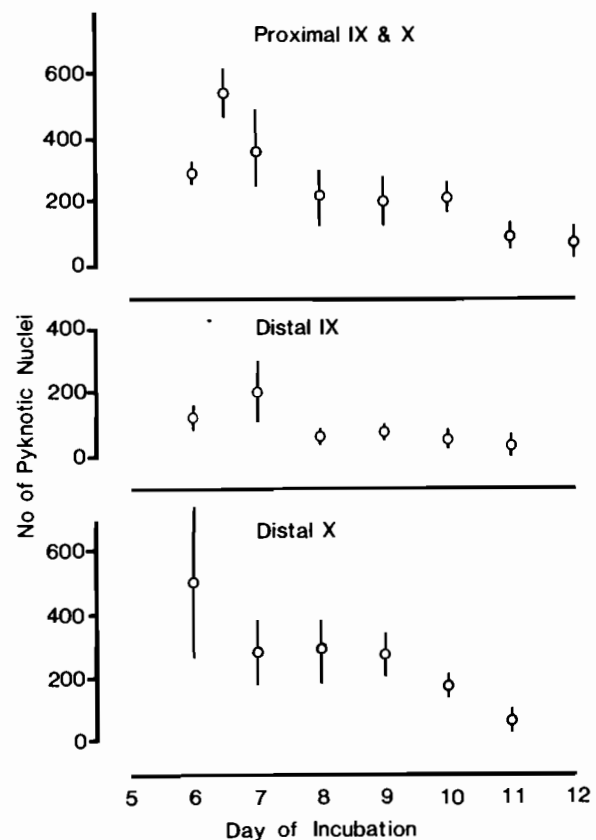 Proximal IX & X
600
400
200
0
Distal IX
400
200
0
Distal X
600
400
200
0
No of Pyknotic Nuclei
5 6 7 8 9 10 11 12
Day of Incubation